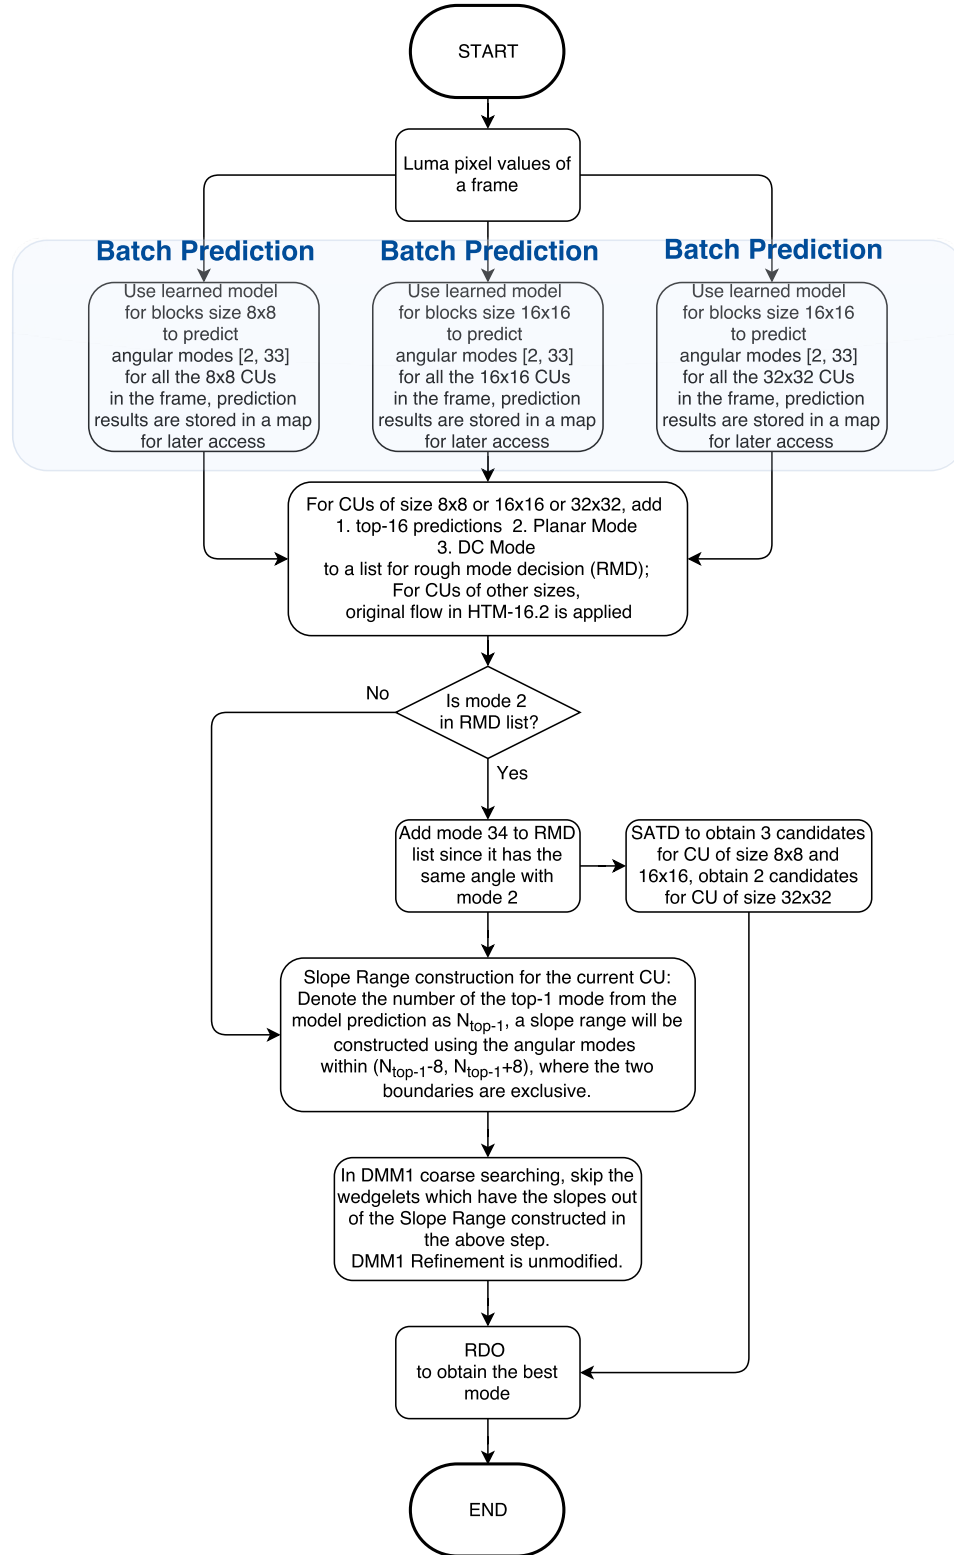 START
Luma pixel values of
a frame
Batch Prediction
Use learned model
for blocks size 8x8
to predict
angular modes [2, 33]
for all the 8x8 CUs
in the frame, prediction
results are stored in a map
for later access
Batch Prediction
Use learned model
for blocks size 16x16
to predict
angular modes [2, 33]
for all the 16x16 CUs
in the frame, prediction
results are stored in a map
for later access
Batch Prediction
Use learned model
for blocks size 16x16
to predict
angular modes [2, 33]
for all the 32x32 CUs
in the frame, prediction
results are stored in a map
for later access
For CUs of size 8x8 or 16x16 or 32x32, add
1. top-16 predictions 2. Planar Mode
3. DC Mode
to a list for rough mode decision (RMD);
For CUs of other sizes,
original flow in HTM-16.2 is applied
No
Is mode 2
in RMD list?
Yes
Add mode 34 to RMD
list since it has the
same angle with
mode 2
SATD to obtain 3 candidates
for CU of size 8x8 and
16x16, obtain 2 candidates
for CU of size 32x32
Slope Range construction for the current CU:
Denote the number of the top-1 mode from the
model prediction as Ntop-1, a slope range will be
constructed using the angular modes
within (Ntop-1-8, Ntop-1+8), where the two
boundaries are exclusive.
In DMM1 coarse searching, skip the
wedgelets which have the slopes out
of the Slope Range constructed in
the above step.
DMM1 Refinement is unmodified.
RDO
to obtain the best
mode
END